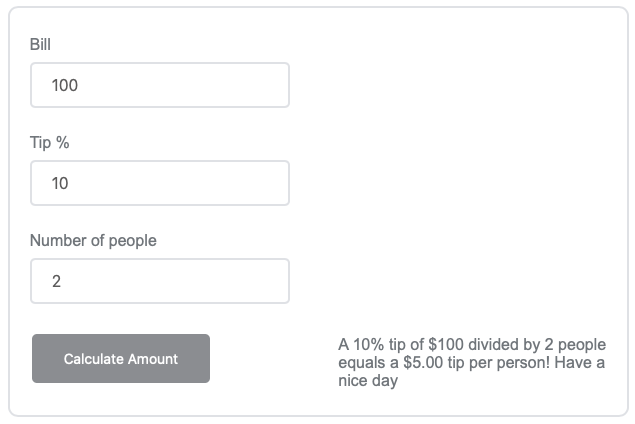 Bill
100
Tip %
10
Number of people
2
Calculate Amount
A 10% tip of $100 divided by 2 people
equals a $5.00 tip per person! Have a
nice day